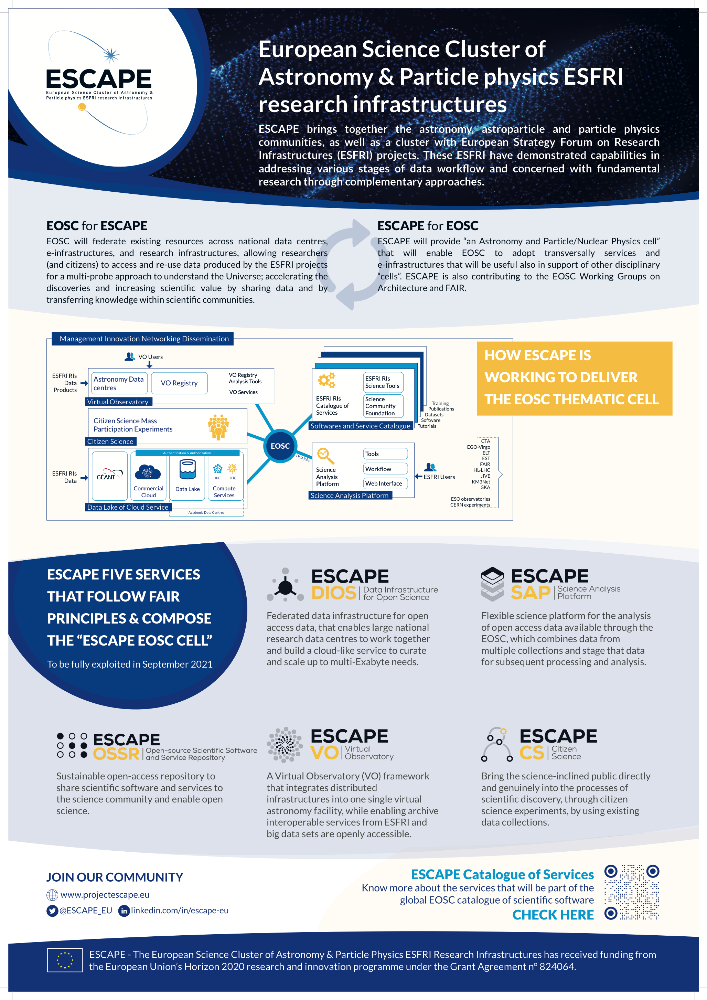 ESCAPE
European Science Cluster of Astronomy &
Particle physics ESFRI research Infrastructures
European Science Cluster of
Astronomy & Particle physics ESFRI
research infrastructures
ESCAPE brings together the astronomy, astroparticle and particle physics
communities, as well as a cluster with European Strategy Forum on Research
Infrastructures (ESFRI) projects. These ESFRI have demonstrated capabilities in
addressing various stages of data workflow and concerned with fundamental
research through complementary approaches.
EOSC for ESCAPE
EOSC will federate existing resources across national data centres,
e-infrastructures, and research infrastructures, allowing researchers
(and citizens) to access and re-use data produced by the ESFRI projects
for a multi-probe approach to understand the Universe; accelerating the
discoveries and increasing scientific value by sharing data and by
transferring knowledge within scientific communities.
ESCAPE for EOSC
ESCAPE will provide “an Astronomy and Particle/Nuclear Physics cell”
that will enable EOSC to adopt transversally services and
e-infrastructures that will be useful also in support of other disciplinary
“cells”. ESCAPE is also contributing to the EOSC Working Groups on
Architecture and FAIR.
Management Innovation Networking Dissemination
VO Users
ESFRI RIs
Data
Products
Astronomy Data
centres
VO Registry
VO Registry
Analysis Tools
VO Services
Virtual Observatory
Citizen Science Mass
Participation Experiments
Citizen Science
ESFRI RIs
Data
Authentication & Authorization
GÉANT
Commercial
Cloud
Data Lake
HPC
HTC
Compute
Services
Data Lake of Cloud Service
Academic Data Centres
EOSC
Data jobs
ESFRI RIs
Catalogue of
Services
ESFRI RIs
Science Tools
Science
Community
Foundation
Softwares and Service Catalogue
Training
Publications
Datasets
Software
Tutorials
Science
Analysis
Platform
Tools
Workflow
Web Interface
Science Analysis Platform
ESFRI Users
CTA
EGO-Virgo
ELT
EST
FAIR
HL-LHC
JIVE
KM3Net
SKA
ESO observatories
CERN experiments
HOW ESCAPE IS
WORKING TO DELIVER
THE EOSC THEMATIC CELL
ESCAPE FIVE SERVICES
THAT FOLLOW FAIR
PRINCIPLES & COMPOSE
THE “ESCAPE EOSC CELL”
To be fully exploited in September 2021
ESCAPE
DIOS
Data Infrastructure
for Open Science
Federated data infrastructure for open
access data, that enables large national
research data centres to work together
and build a cloud-like service to curate
and scale up to multi-Exabyte needs.
ESCAPE
SAP
Science Analysis
Platform
Flexible science platform for the analysis
of open access data available through the
EOSC, which combines data from
multiple collections and stage that data
for subsequent processing and analysis.
ESCAPE
OSSR
Open-source Scientific Software
and Service Repository
Sustainable open-access repository to
share scientific software and services to
the science community and enable open
science.
ESCAPE
VO
Virtual
Observatory
A Virtual Observatory (VO) framework
that integrates distributed
infrastructures into one single virtual
astronomy facility, while enabling archive
interoperable services from ESFRI and
big data sets are openly accessible.
ESCAPE
CS
Citizen
Science
Bring the science-inclined public directly
and genuinely into the processes of
scientific discovery, through citizen
science experiments, by using existing
data collections.
JOIN OUR COMMUNITY
www.projectescape.eu
@ESCAPE_EU
in linkedin.com/in/escape-eu
ESCAPE Catalogue of Services
Know more about the services that will be part of the
global EOSC catalogue of scientific software
CHECK HERE
ESCAPE - The European Science Cluster of Astronomy & Particle Physics ESFRI Research Infrastructures has received funding from
the European Union’s Horizon 2020 research and innovation programme under the Grant Agreement n° 824064.